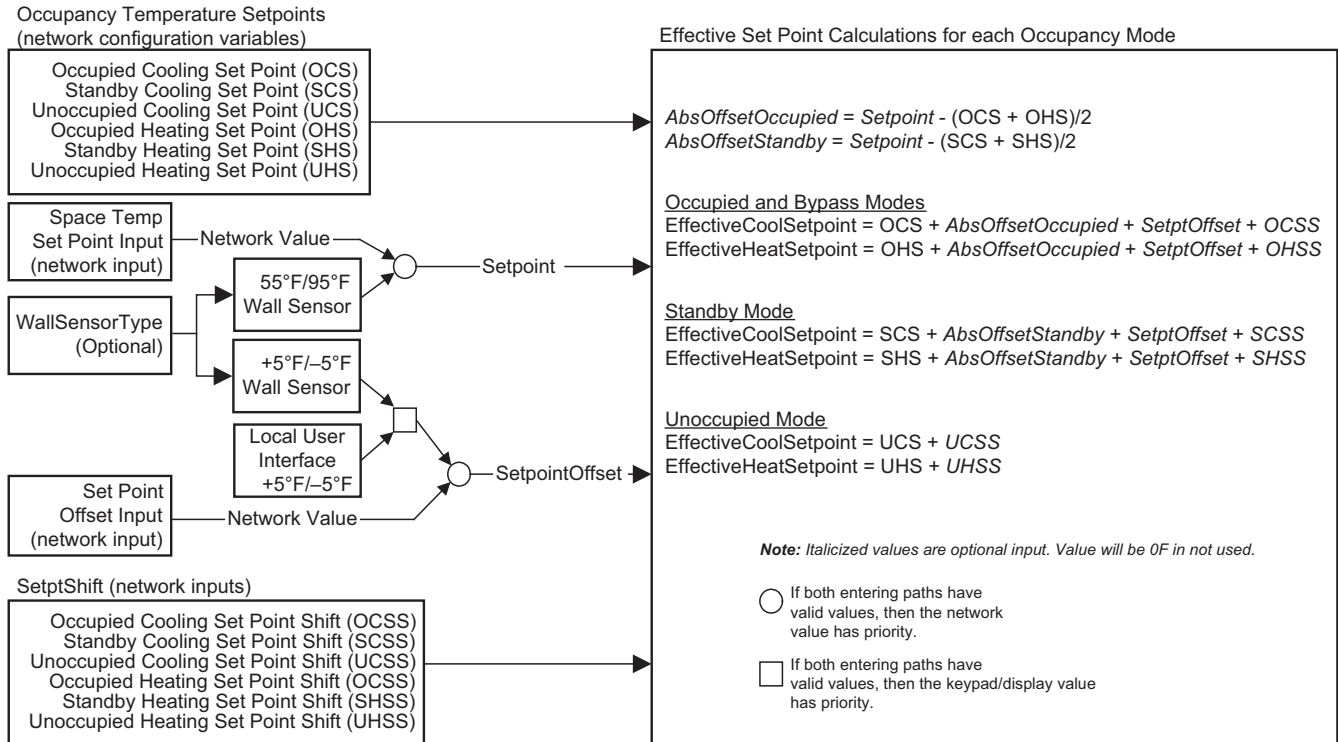 Occupancy Temperature Setpoints
(network configuration variables)
Occupied Cooling Set Point (OCS)
Standby Cooling Set Point (SCS)
Unoccupied Cooling Set Point (UCS)
Occupied Heating Set Point (OHS)
Standby Heating Set Point (SHS)
Unoccupied Heating Set Point (UHS)
Space Temp
Set Point Input
(network input)
Network Value
WallSensorType
(Optional)
55°F/95°F
Wall Sensor
Setpoint
+5°F/–5°F
Wall Sensor
Local User
Interface
+5°F/–5°F
SetpointOffset
Set Point
Offset Input
(network input)
Network Value
SetptShift (network inputs)
Occupied Cooling Set Point Shift (OCSS)
Standby Cooling Set Point Shift (SCSS)
Unoccupied Cooling Set Point Shift (UCSS)
Occupied Heating Set Point Shift (OCSS)
Standby Heating Set Point Shift (SHSS)
Unoccupied Heating Set Point Shift (UHSS)
Effective Set Point Calculations for each Occupancy Mode
AbsOffsetOccupied = Setpoint - (OCS + OHS)/2
AbsOffsetStandby = Setpoint - (SCS + SHS)/2
Occupied and Bypass Modes
EffectiveCoolSetpoint = OCS + AbsOffsetOccupied + SetptOffset + OCSS
EffectiveHeatSetpoint = OHS + AbsOffsetOccupied + SetptOffset + OHSS
Standby Mode
EffectiveCoolSetpoint = SCS + AbsOffsetStandby + SetptOffset + SCSS
EffectiveHeatSetpoint = SHS + AbsOffsetStandby + SetptOffset + SHSS
Unoccupied Mode
EffectiveCoolSetpoint = UCS + UCSS
EffectiveHeatSetpoint = UHS + UHSS
Note: Italicized values are optional input. Value will be 0F in not used.
If both entering paths have
valid values, then the network
value has priority.
If both entering paths have
valid values, then the keypad/display value
has priority.